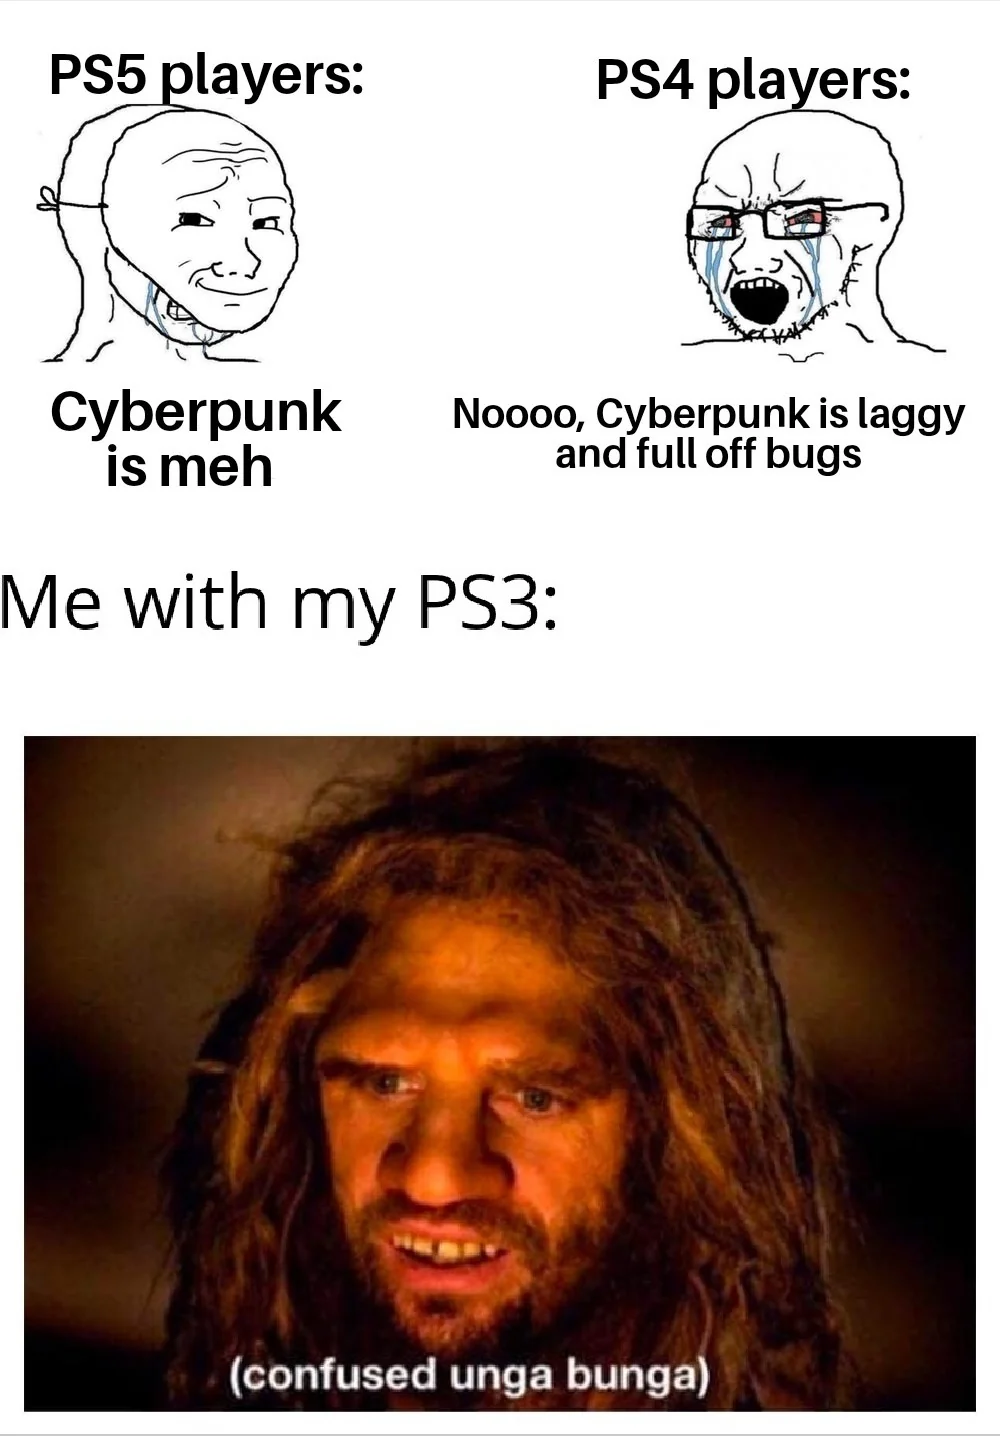 PS5 players:
PS4 players:
Cyberpunk
is meh
Noooo, Cyberpunk is laggy
and full off bugs
Me with my PS3:
(confused unga bunga)